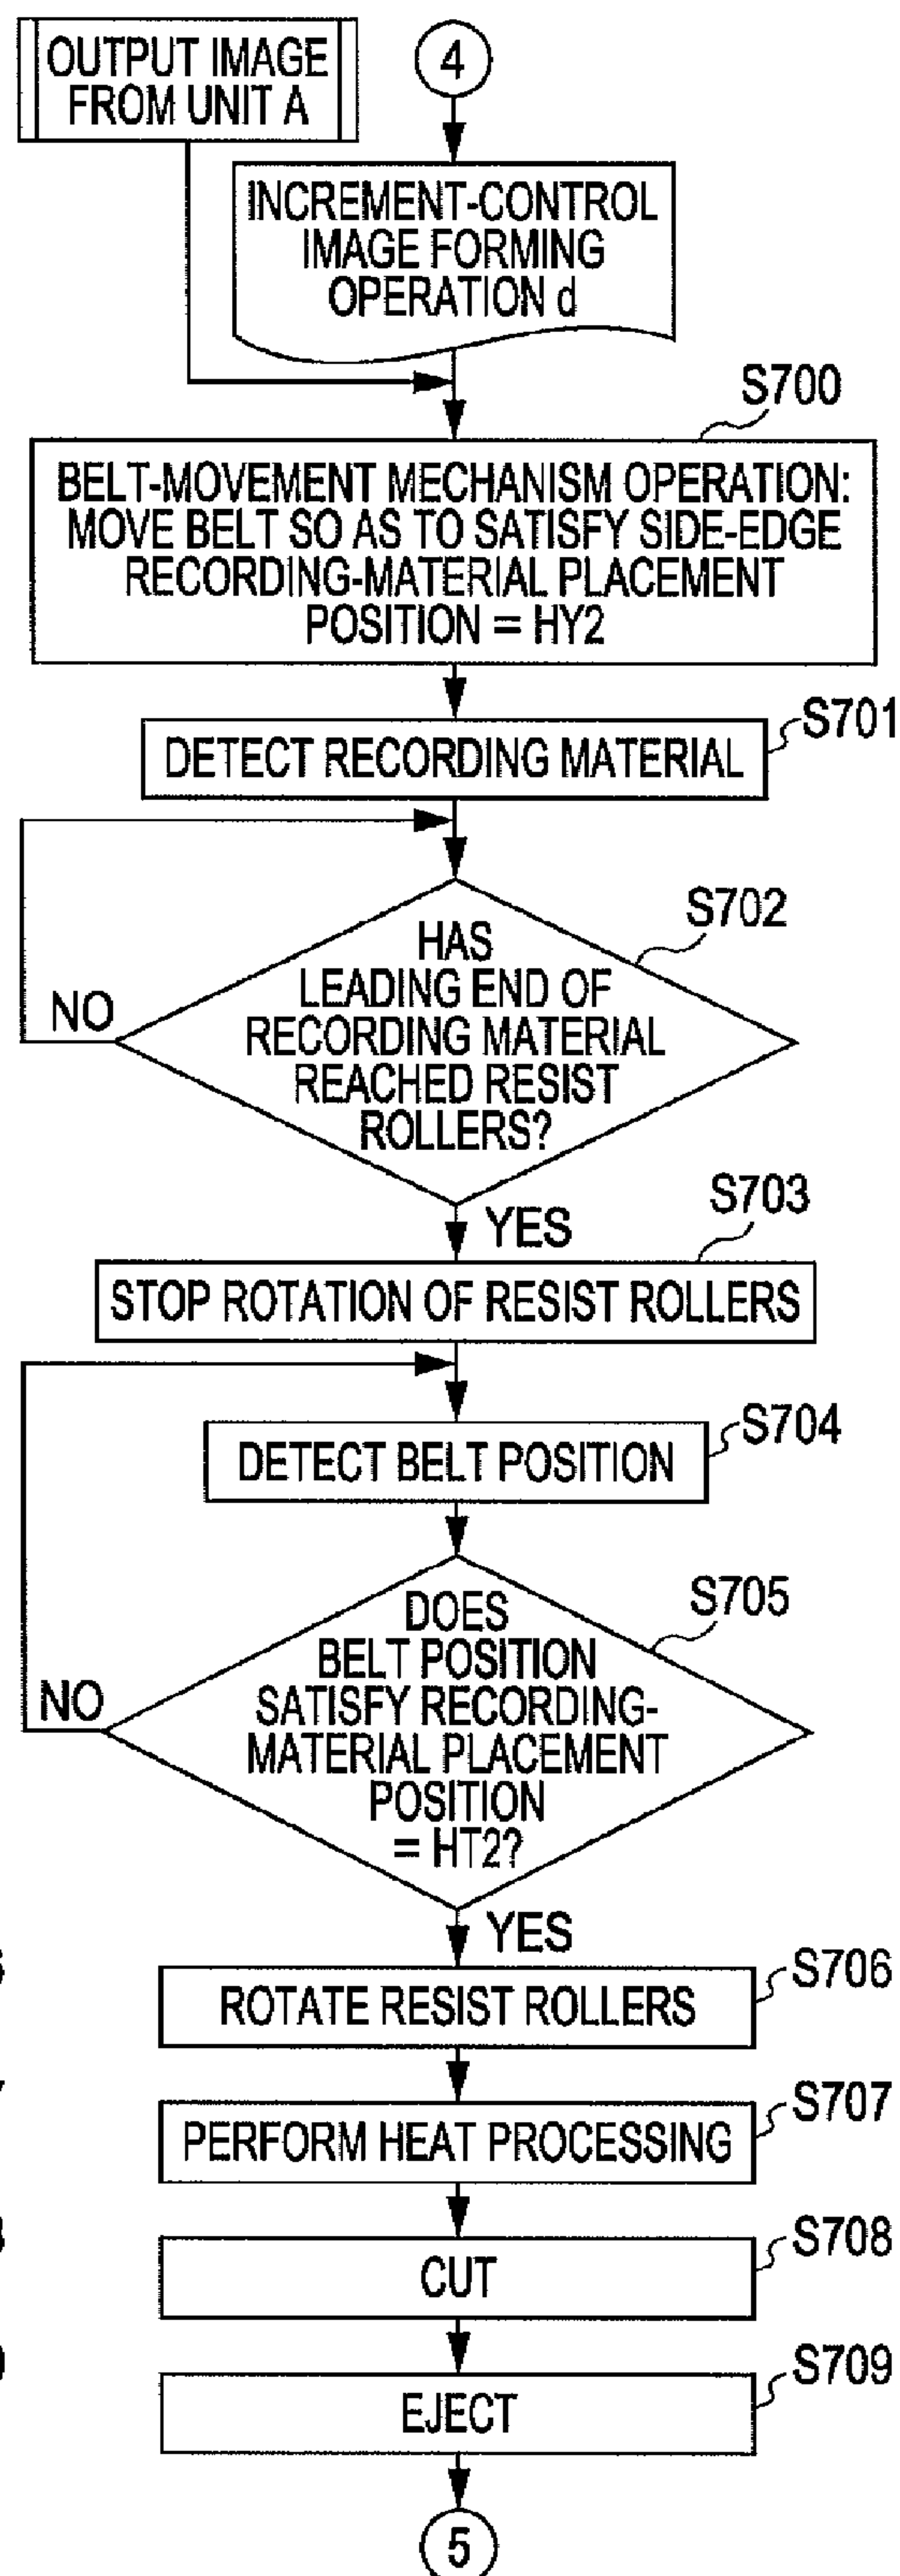 OUTPUT IMAGE
FROM UNIT A
4
INCREMENT-CONTROL
IMAGE FORMING
OPERATION d
S700
BELT-MOVEMENT MECHANISM OPERATION:
MOVE BELT SO AS TO SATISFY SIDE-EDGE
RECORDING-MATERIAL PLACEMENT
POSITION = HY2
S701
DETECT RECORDING MATERIAL
S702
HAS
LEADING END OF
RECORDING MATERIAL
REACHED RESIST
ROLLERS?
NO
YES
S703
STOP ROTATION OF RESIST ROLLERS
S704
DETECT BELT POSITION
S705
DOES
BELT POSITION
SATISFY RECORDING-
MATERIAL PLACEMENT
POSITION
= HT2?
NO
YES
S706
ROTATE RESIST ROLLERS
S707
PERFORM HEAT PROCESSING
S708
CUT
S709
EJECT
5